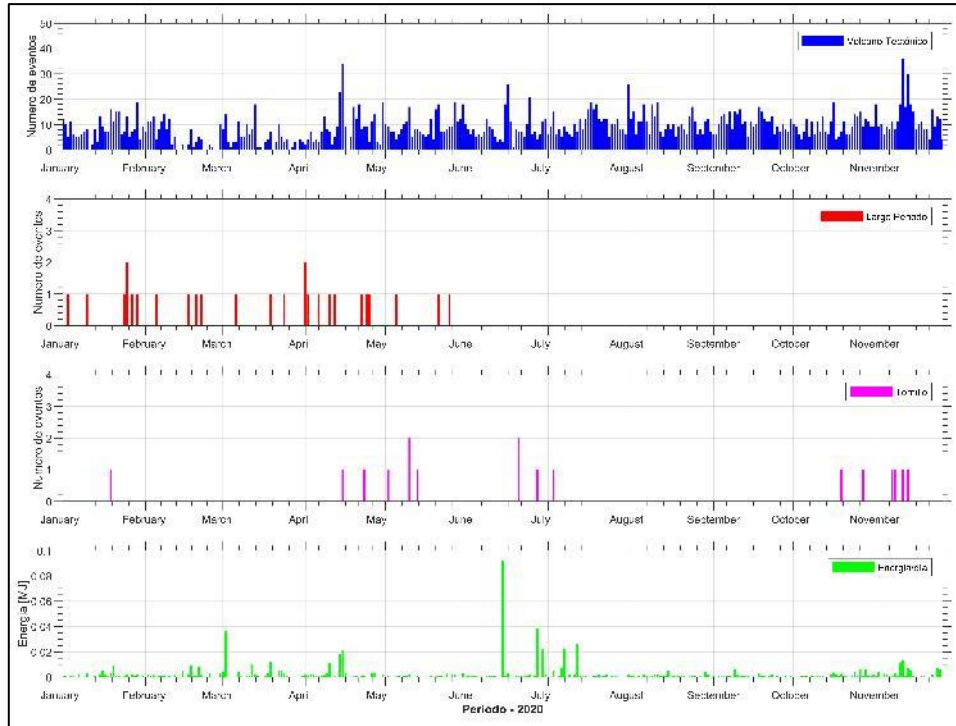 50
40
30
20
10
0
Numero de eventos
Volcano Tectónico
January February March April May June July August September October November
4
3
2
1
0
Numero de eventos
Largo Periodo
January February March April May June July August September October November
4
3
2
1
0
Numero de eventos
Tornillo
January February March April May June July August September October November
0.1
0.08
0.06
0.04
0.02
0
Energía [MJ]
Energía/día
January February March April May June July August September October November
Periodo - 2020